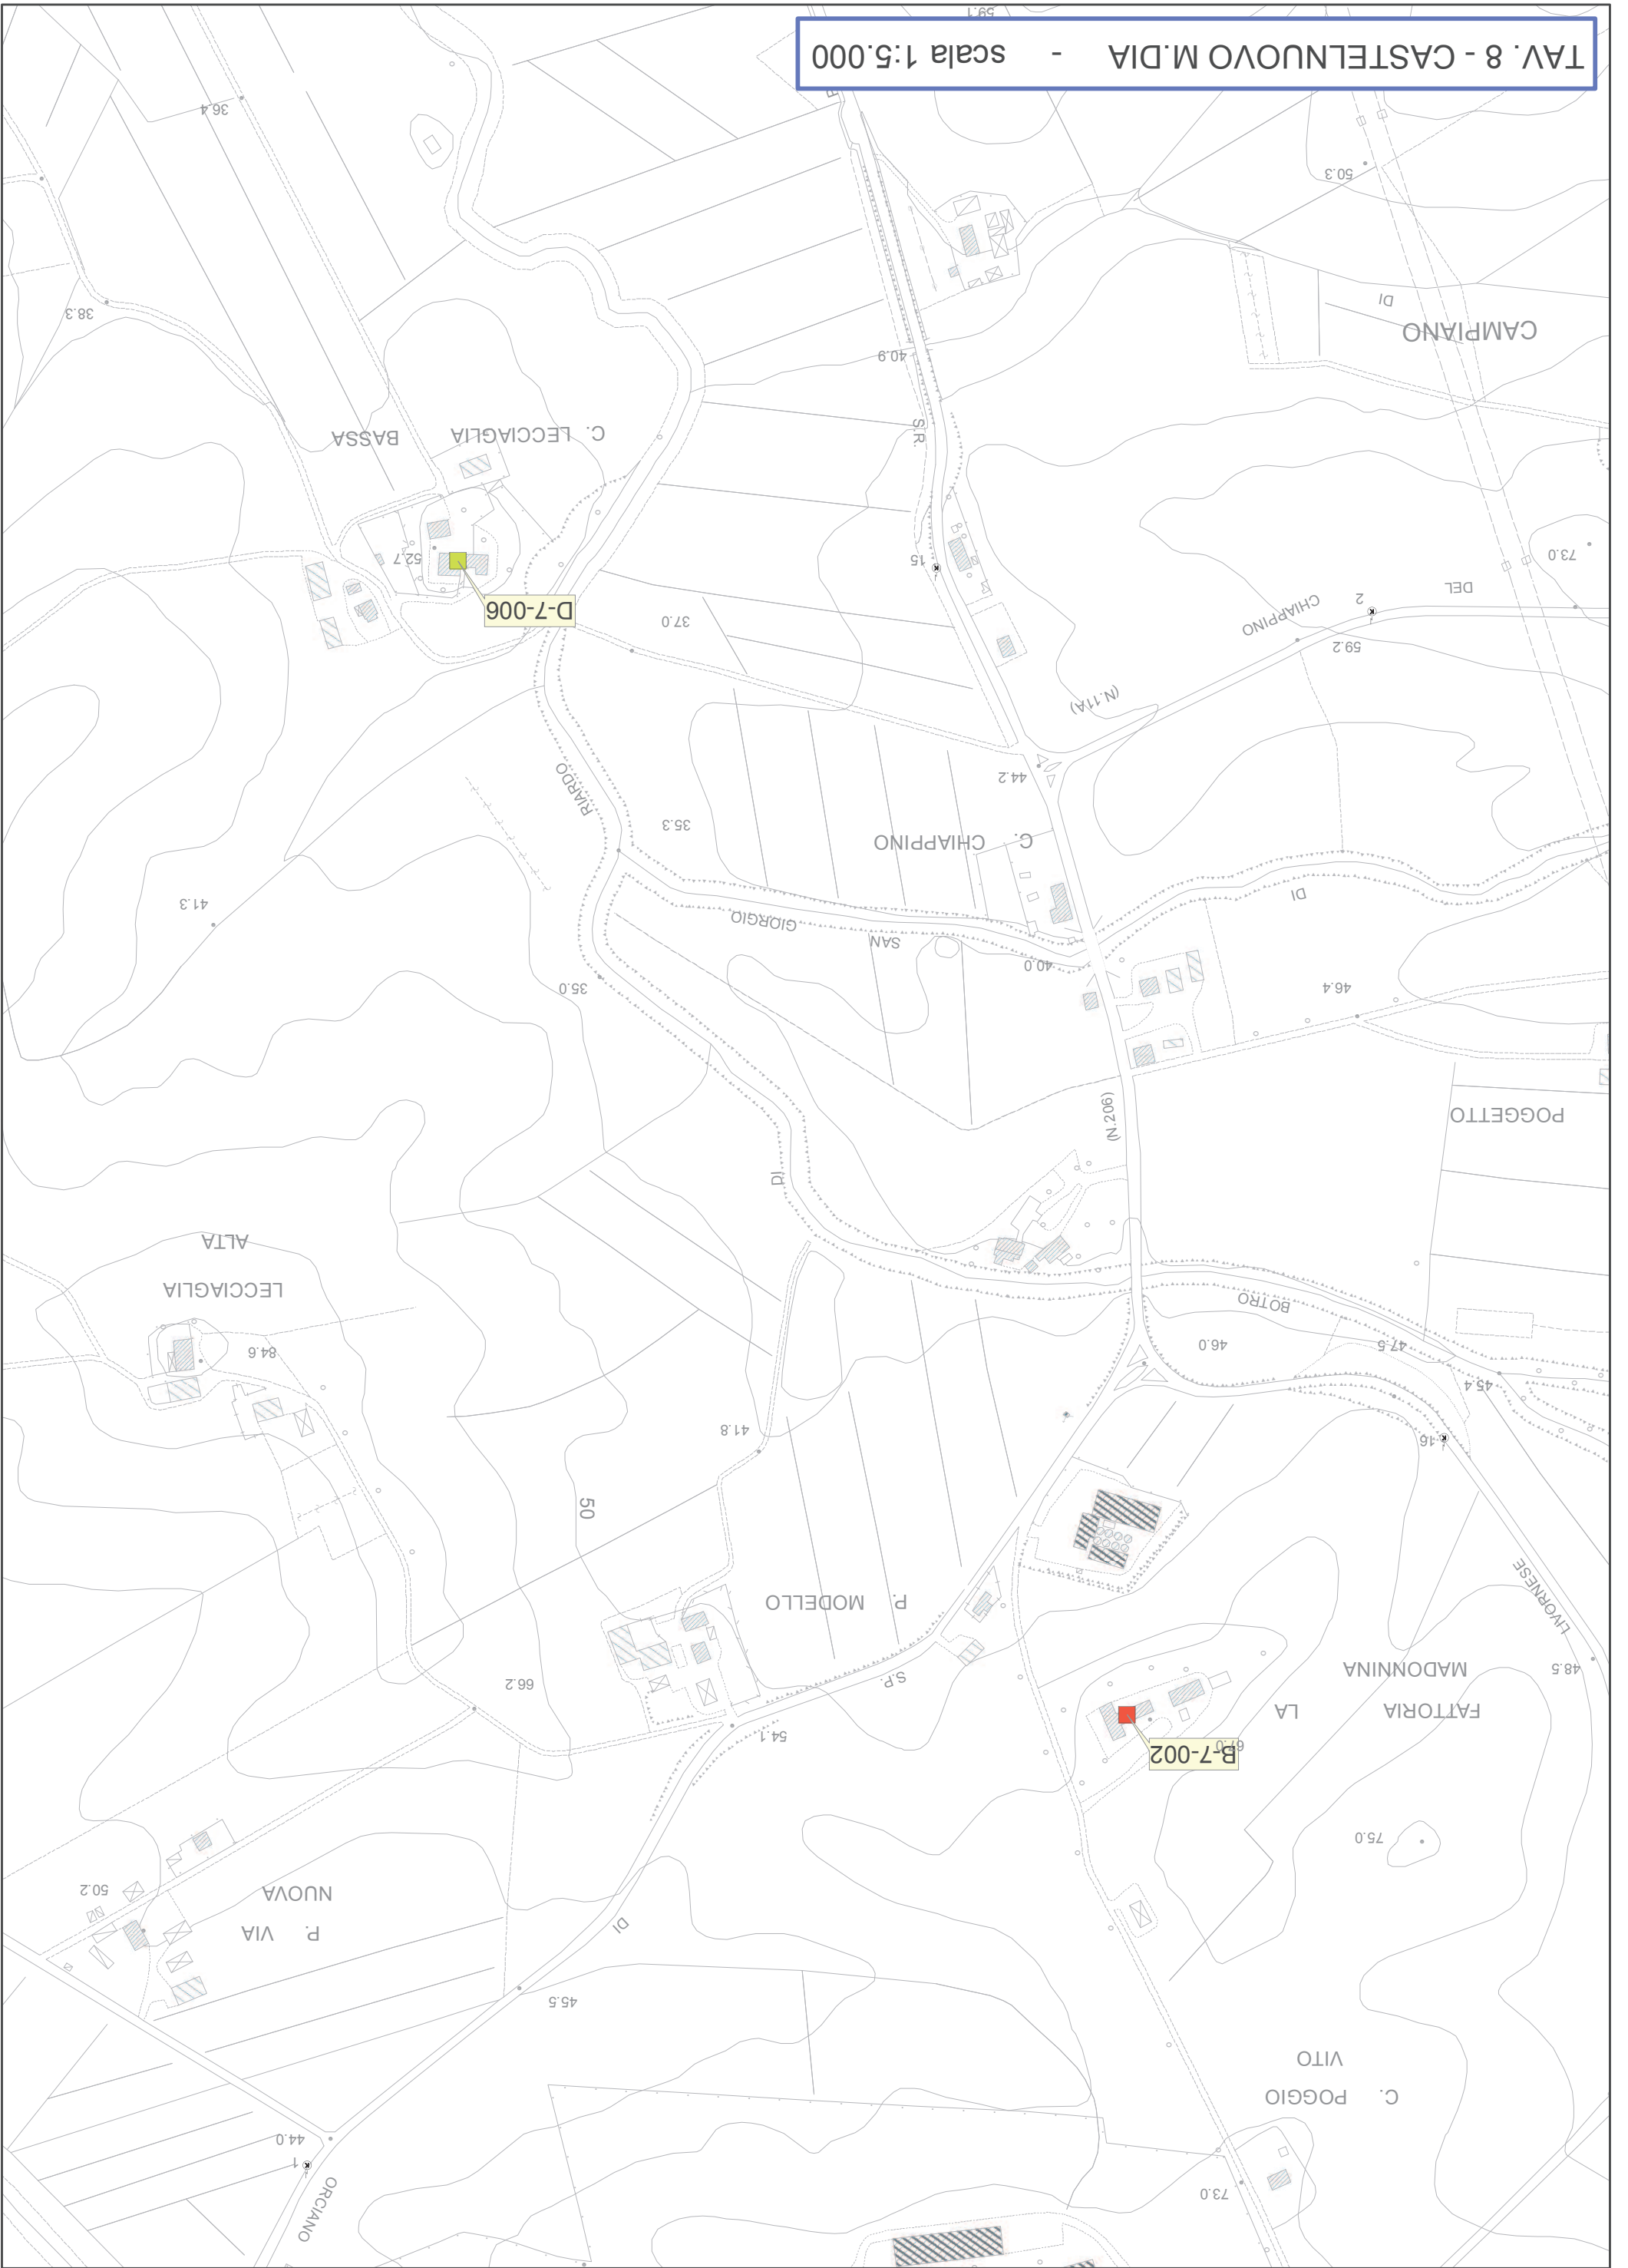 ORCIANO
1
44.0
73.0
C. POGGIO
VITO
45.5
DI
P. VIA
NUOVA
50.2
75.0
67.0
B-7-002
54.1
FATTORIA LA
MADONNINA
48.5
S.P.
66.2
LIVORNESE
P. MODELLO
50
16
41.8
45.4
47.5
46.0
84.6
BOTRO
LECCIAGLIA
ALTA
DI
POGGETTO
(N.206)
46.4
40.0
35.0
SAN
GIORGIO
DI
41.3
C. CHIAPPINO
35.3
RIARDO
44.2
(N.11A)
59.2
CHIAPPINO
2
DEL
37.0
D-7-006
73.0
15
52.7
S.R.
C. LECCIAGLIA BASSA
40.9
CAMPIANO
DI
38.3
50.3
36.4
TAV. 8 - CASTELNUOVO M.DIA - scala 1:5.000
59.1